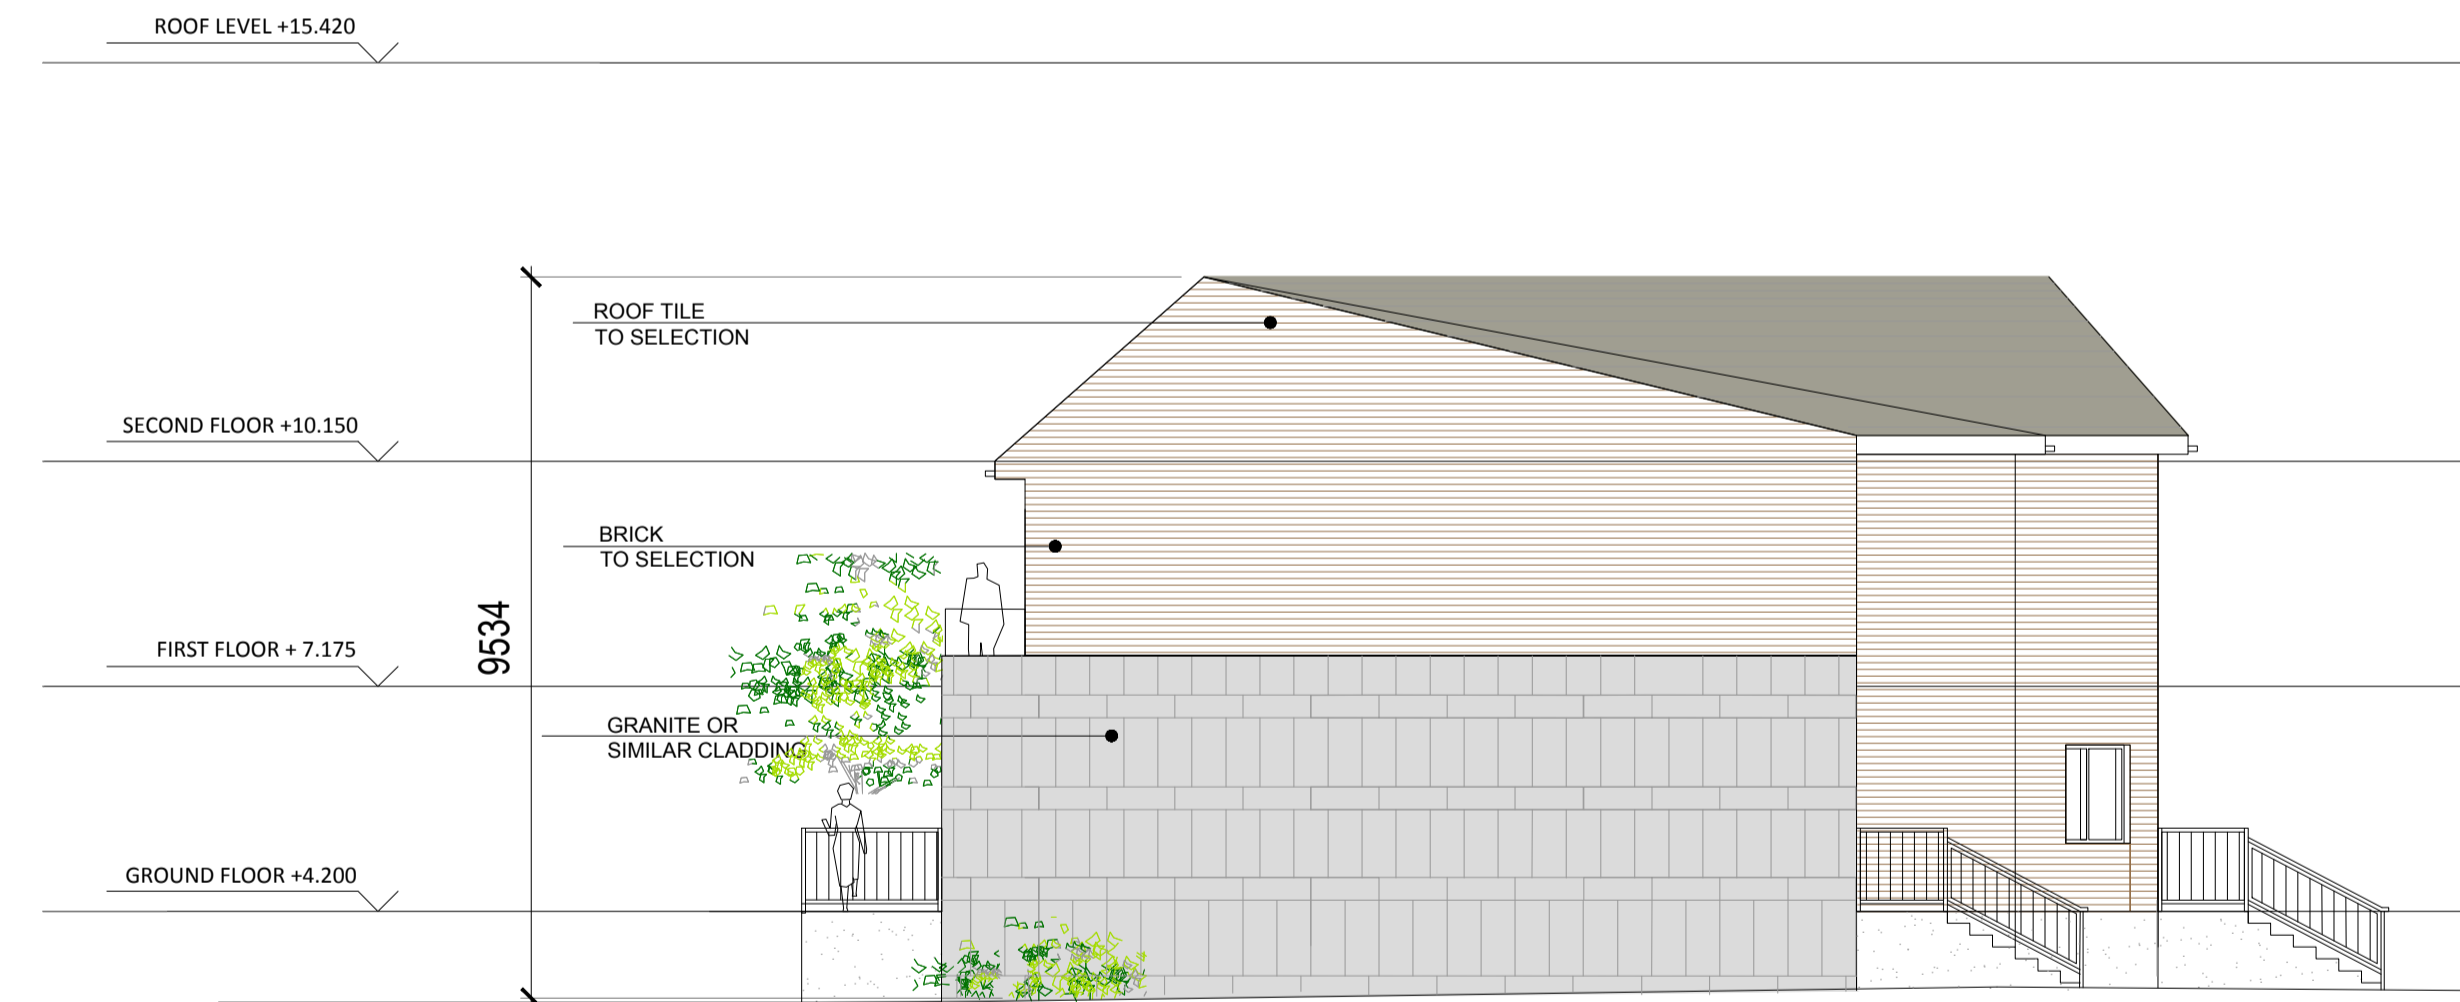 ROOF LEVEL +15.420
ROOF TILE
TO SELECTION
SECOND FLOOR +10.150
BRICK
TO SELECTION
9534
FIRST FLOOR + 7.175
GRANITE OR
SIMILAR CLADDING
GROUND FLOOR +4.200